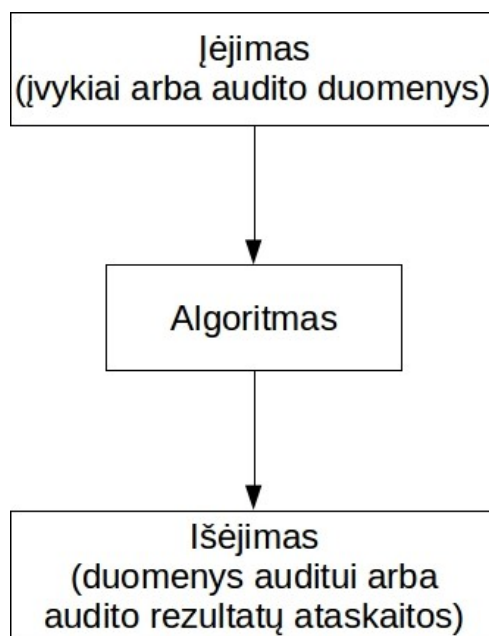 Įėjimas
(įvykiai arba audito duomenys)
Algoritmas
Išėjimas
(duomenys auditui arba
audito rezultatų ataskaitos)